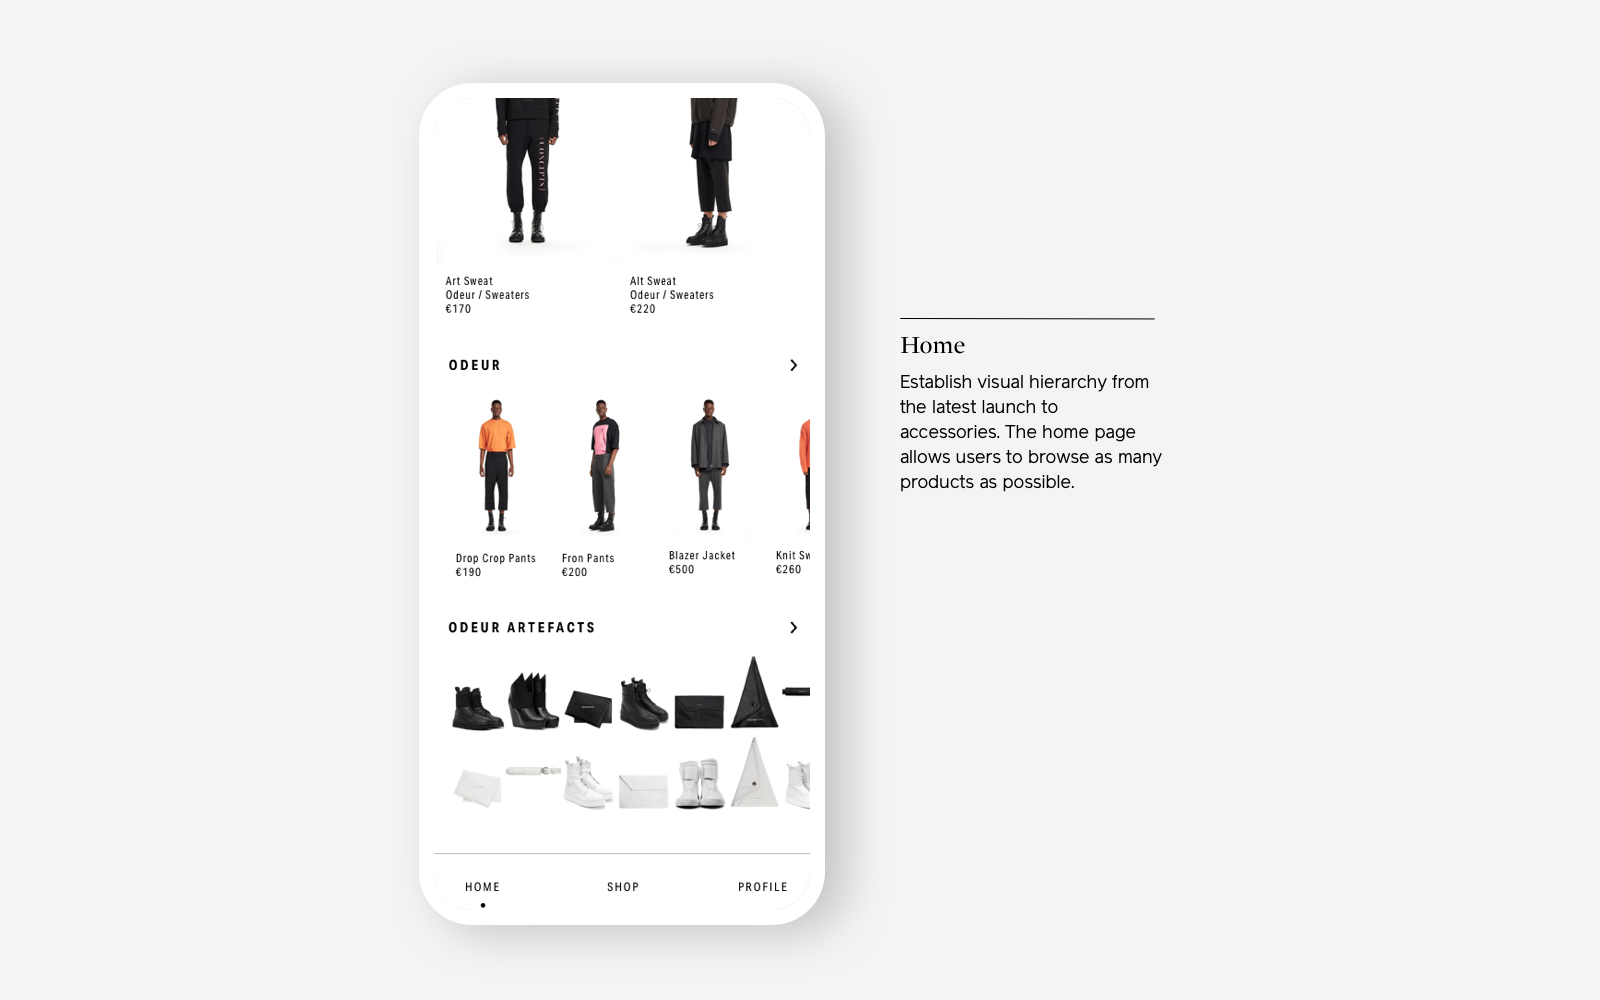 (CONCEPTS)
Art Sweat
Odeur / Sweaters
€170
Alt Sweat
Odeur / Sweaters
€220
ODEUR
Drop Crop Pants
€190
Fron Pants
€200
Blazer Jacket
€500
Knit Sw
€260
ODEUR ARTEFACTS
HOME
SHOP
PROFILE
Home
Establish visual hierarchy from
the latest launch to
accessories. The home page
allows users to browse as many
products as possible.